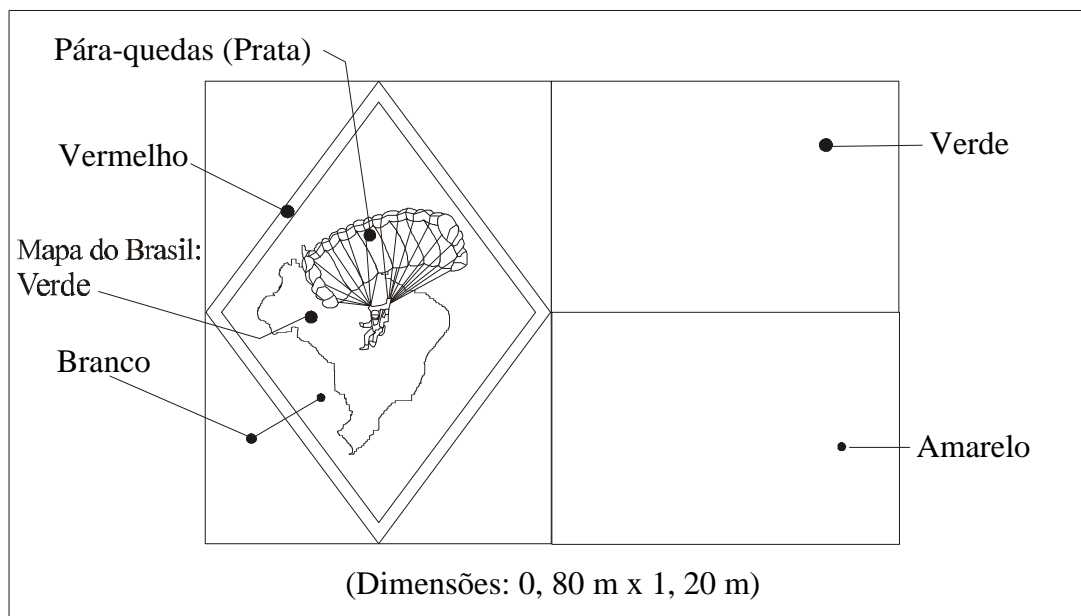 Pára-quedas (Prata)
Vermelho
Verde
Mapa do Brasil:
Verde
Branco
Amarelo
(Dimensões: 0, 80 m x 1, 20 m)